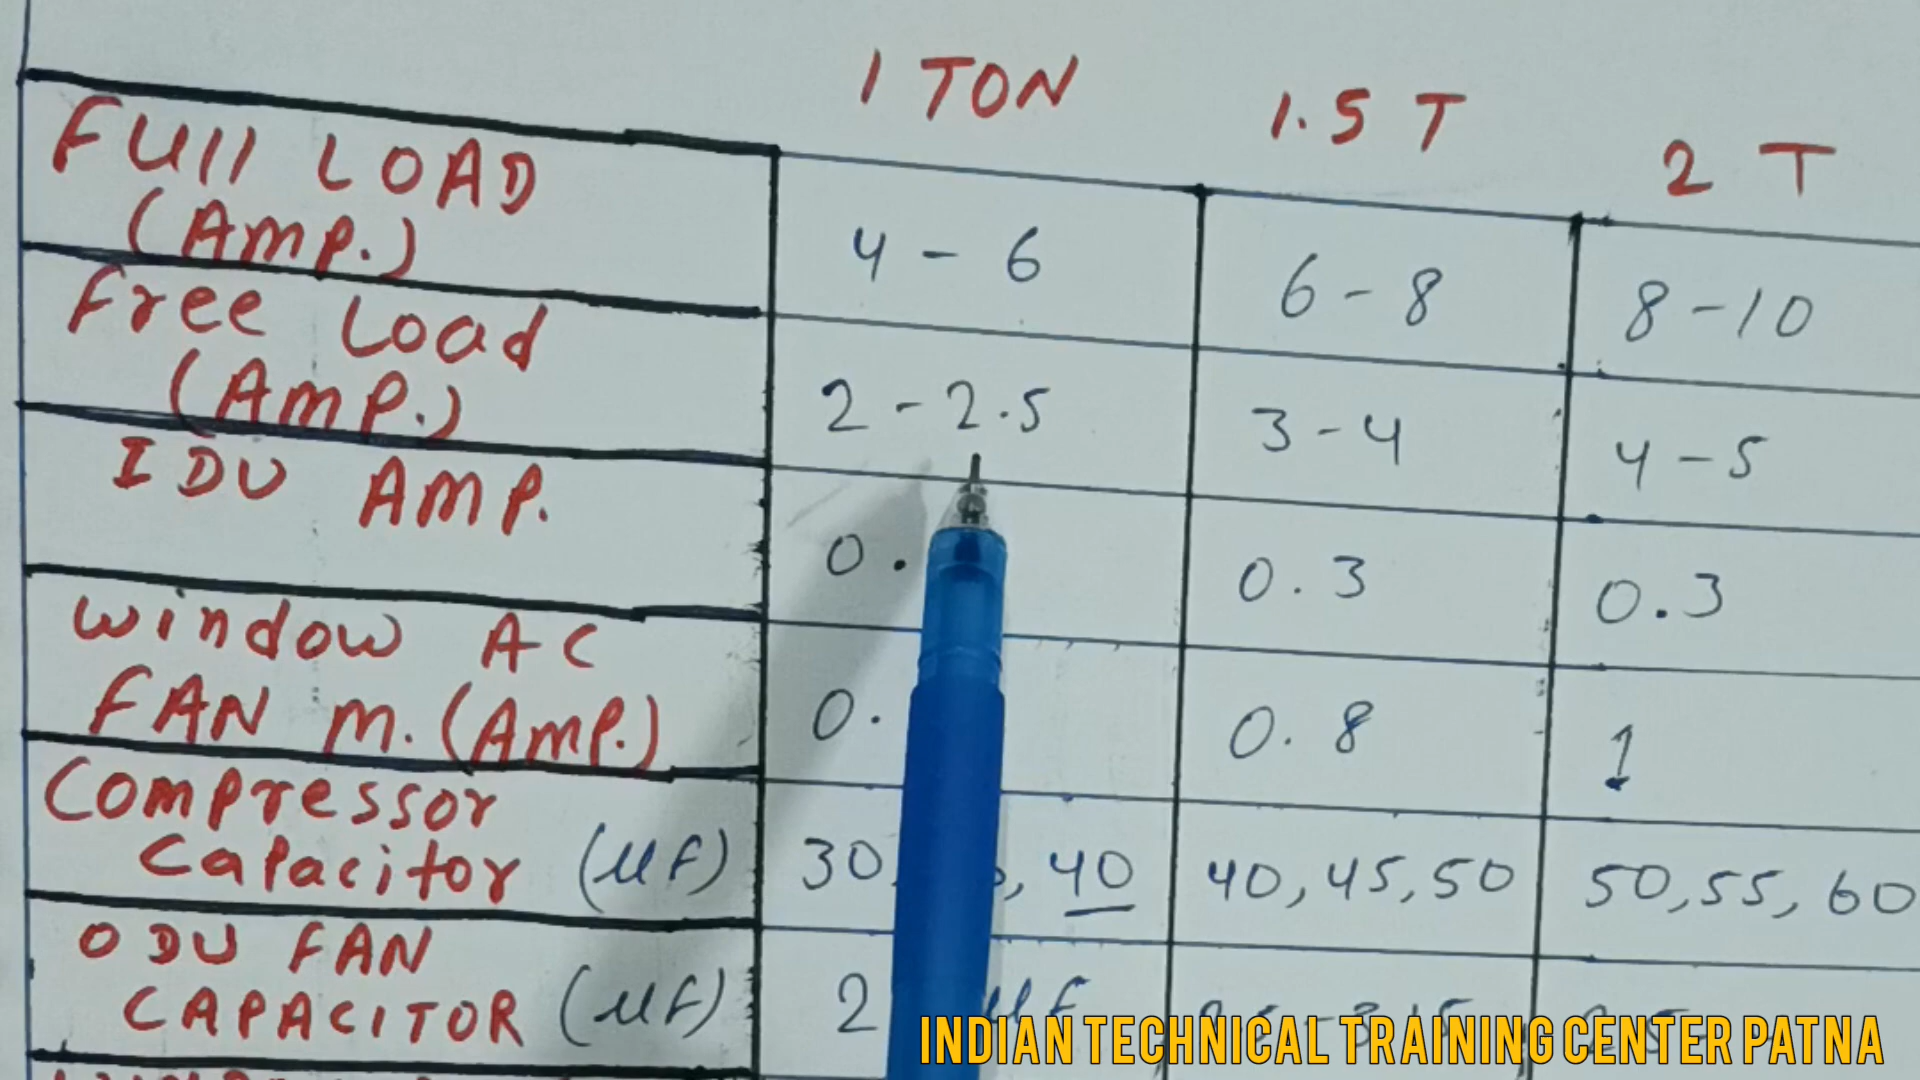 1 TON 1.5 T 2 T
FUll LOAD
(AMP.) 4 - 6 6 - 8 8 - 10
Free Load
(AMP.) 2 - 2.5 3 - 4 4 - 5
IDU AMP. 0. 0.3 0.3
Window AC
FAN M. (AMP.) 0. 0.8 1
Compressor
Capacitor (μf) 30, , 40 40, 45, 50 50, 55, 60
ODU FAN
CAPACITOR (μf) 2 μf
INDIAN TECHNICAL TRAINING CENTER PATNA